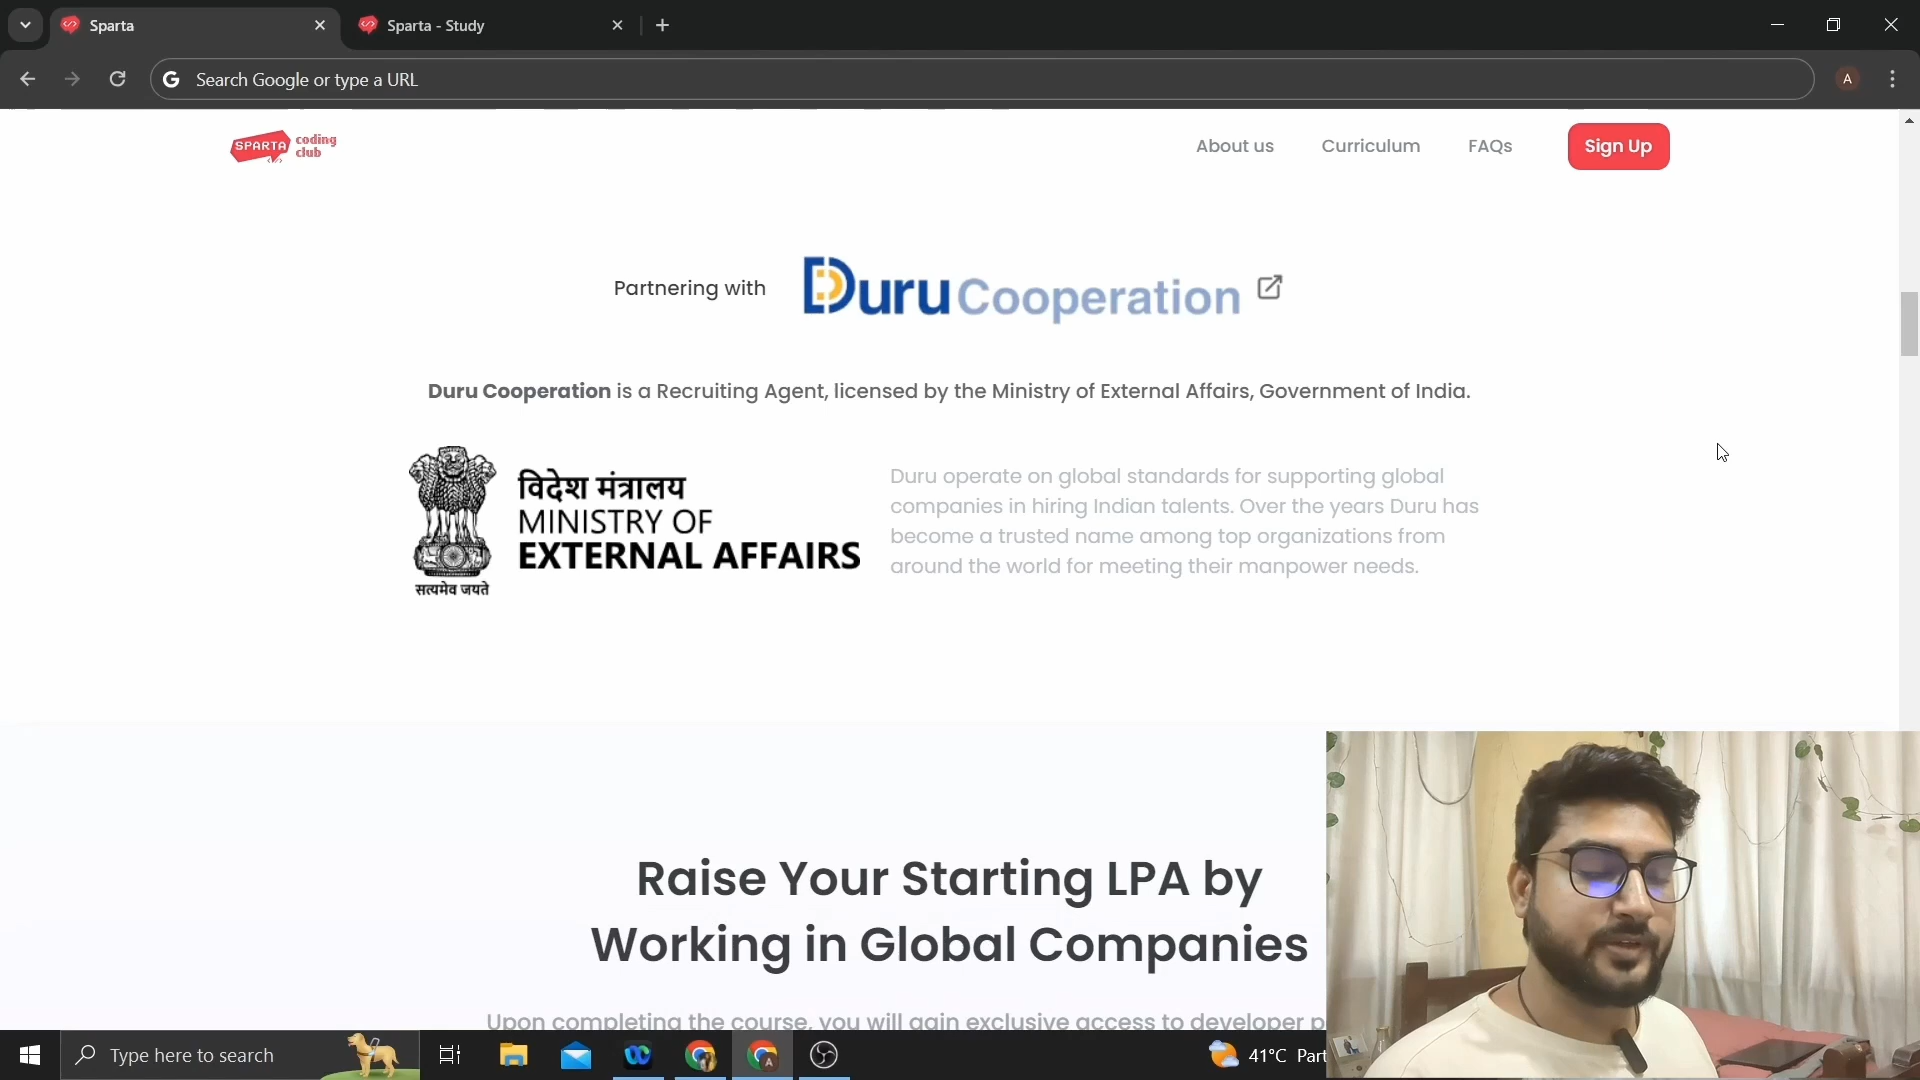 Sparta
Sparta - Study
Search Google or type a URL
A
SPARTA coding club
About us
Curriculum
FAQs
Sign Up
Partnering with
Duru Cooperation
Duru Cooperation is a Recruiting Agent, licensed by the Ministry of External Affairs, Government of India.
विदेश मंत्रालय
MINISTRY OF
EXTERNAL AFFAIRS
सत्यमेव जयते
Duru operate on global standards for supporting global
companies in hiring Indian talents. Over the years Duru has
become a trusted name among top organizations from
around the world for meeting their manpower needs.
Raise Your Starting LPA by
Working in Global Companies
Upon completing the course, you will gain exclusive access to developer p
Type here to search
41°C Part